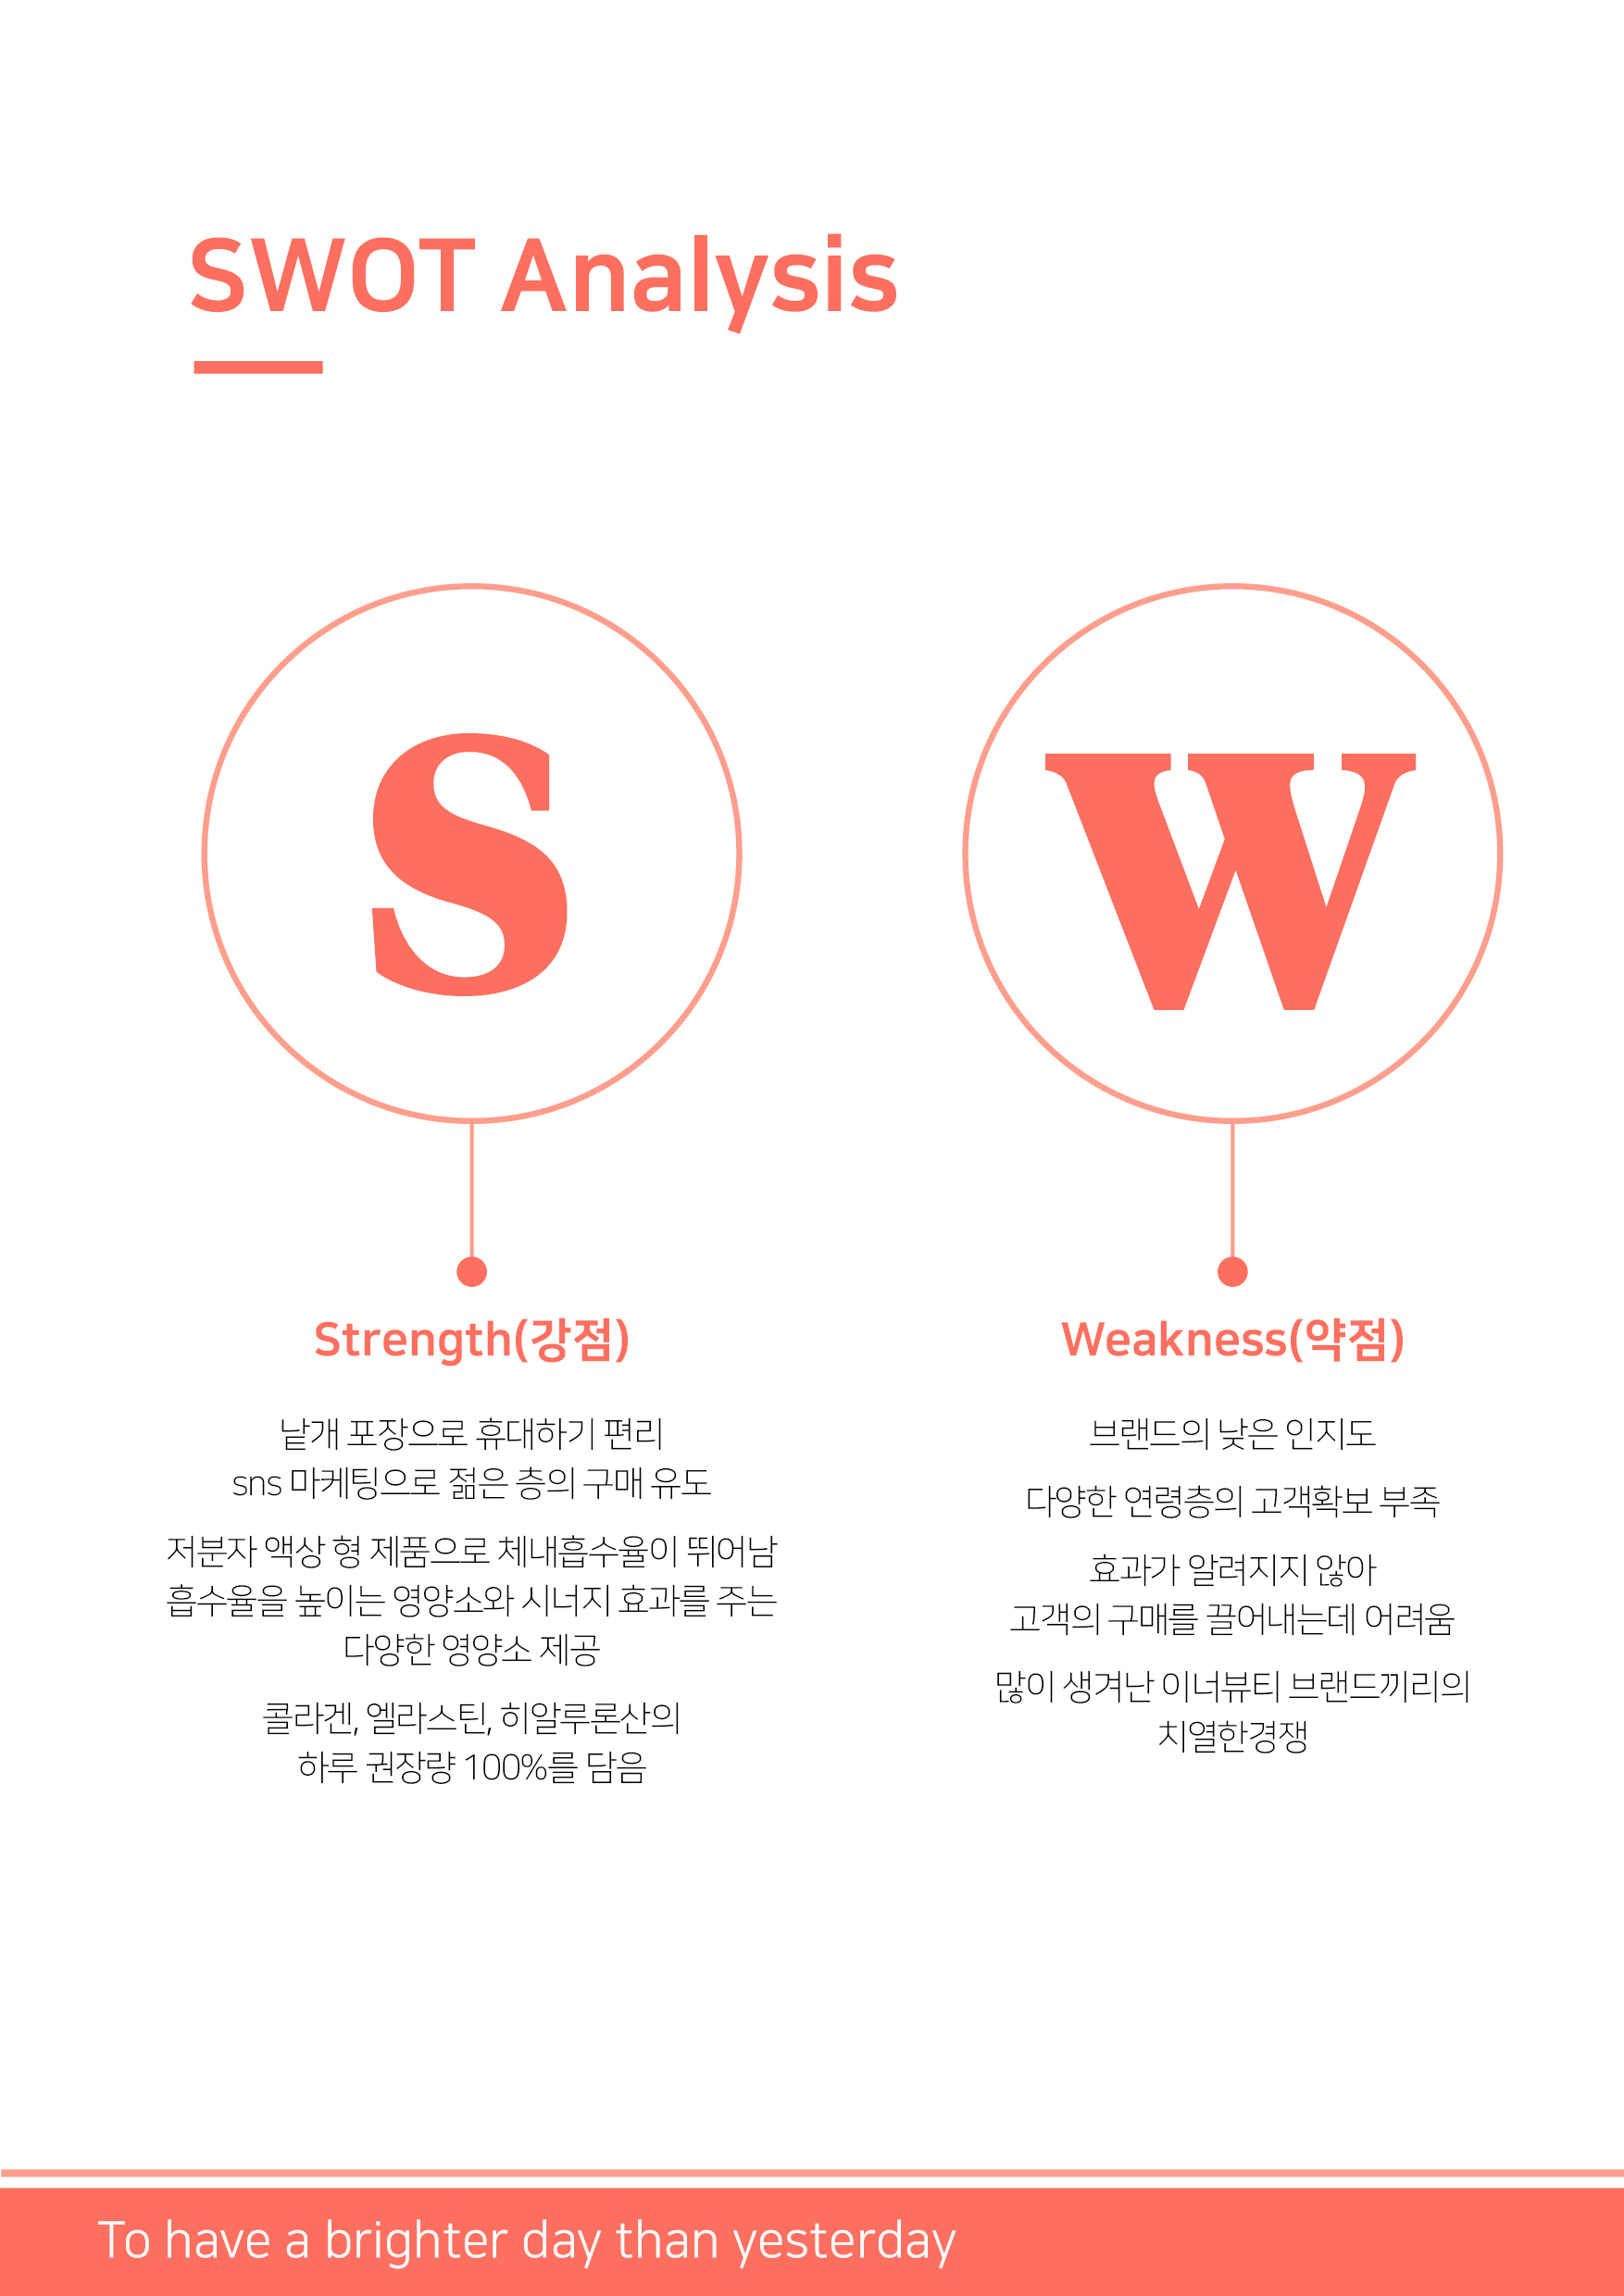 SWOT Analysis
S
W
Strength(강점)
낱개 포장으로 휴대하기 편리
sns 마케팅으로 젊은 층의 구매 유도
저분자 액상 형 제품으로 체내흡수율이 뛰어남
흡수율을 높이는 영양소와 시너지 효과를 주는
다양한 영양소 제공
콜라겐, 엘라스틴, 히알루론산의
하루 권장량 100%를 담음
Weakness(약점)
브랜드의 낮은 인지도
다양한 연령층의 고객확보 부족
효과가 알려지지 않아
고객의 구매를 끌어내는데 어려움
많이 생겨난 이너뷰티 브랜드끼리의
치열한경쟁
To have a brighter day than yesterday